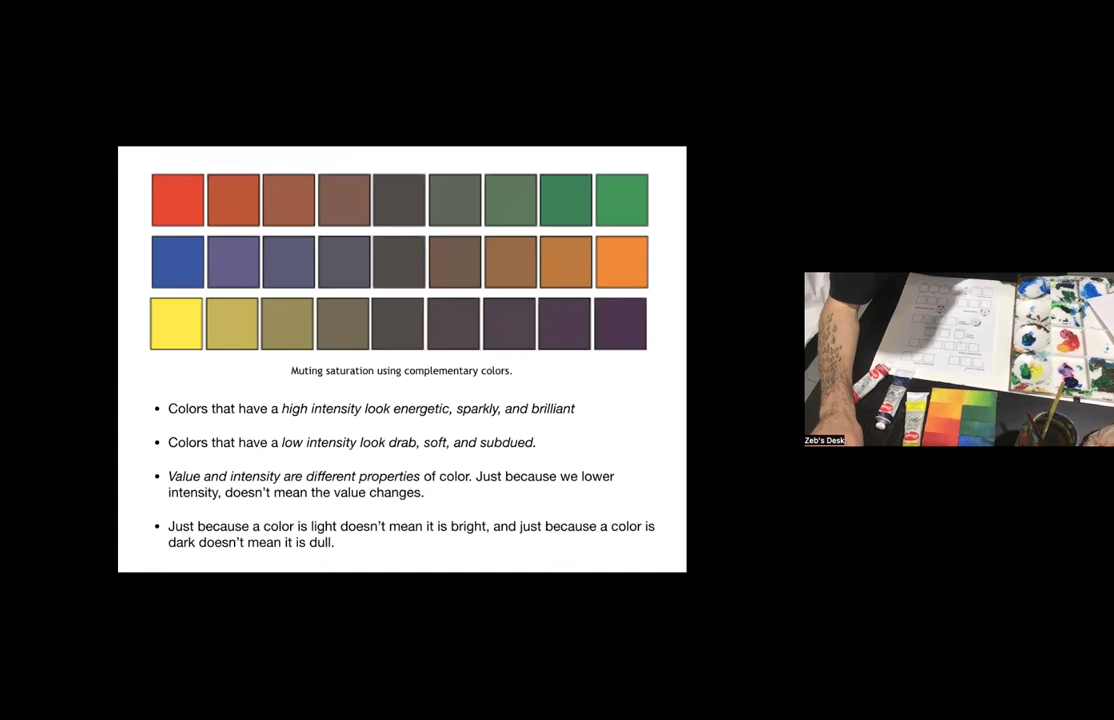 Muting saturation using complementary colors.
• Colors that have a high intensity look energetic, sparkly, and brilliant
• Colors that have a low intensity look drab, soft, and subdued.
• Value and intensity are different properties of color. Just because we lower
intensity, doesn’t mean the value changes.
• Just because a color is light doesn’t mean it is bright, and just because a color is
dark doesn’t mean it is dull.
Zeb's Desk